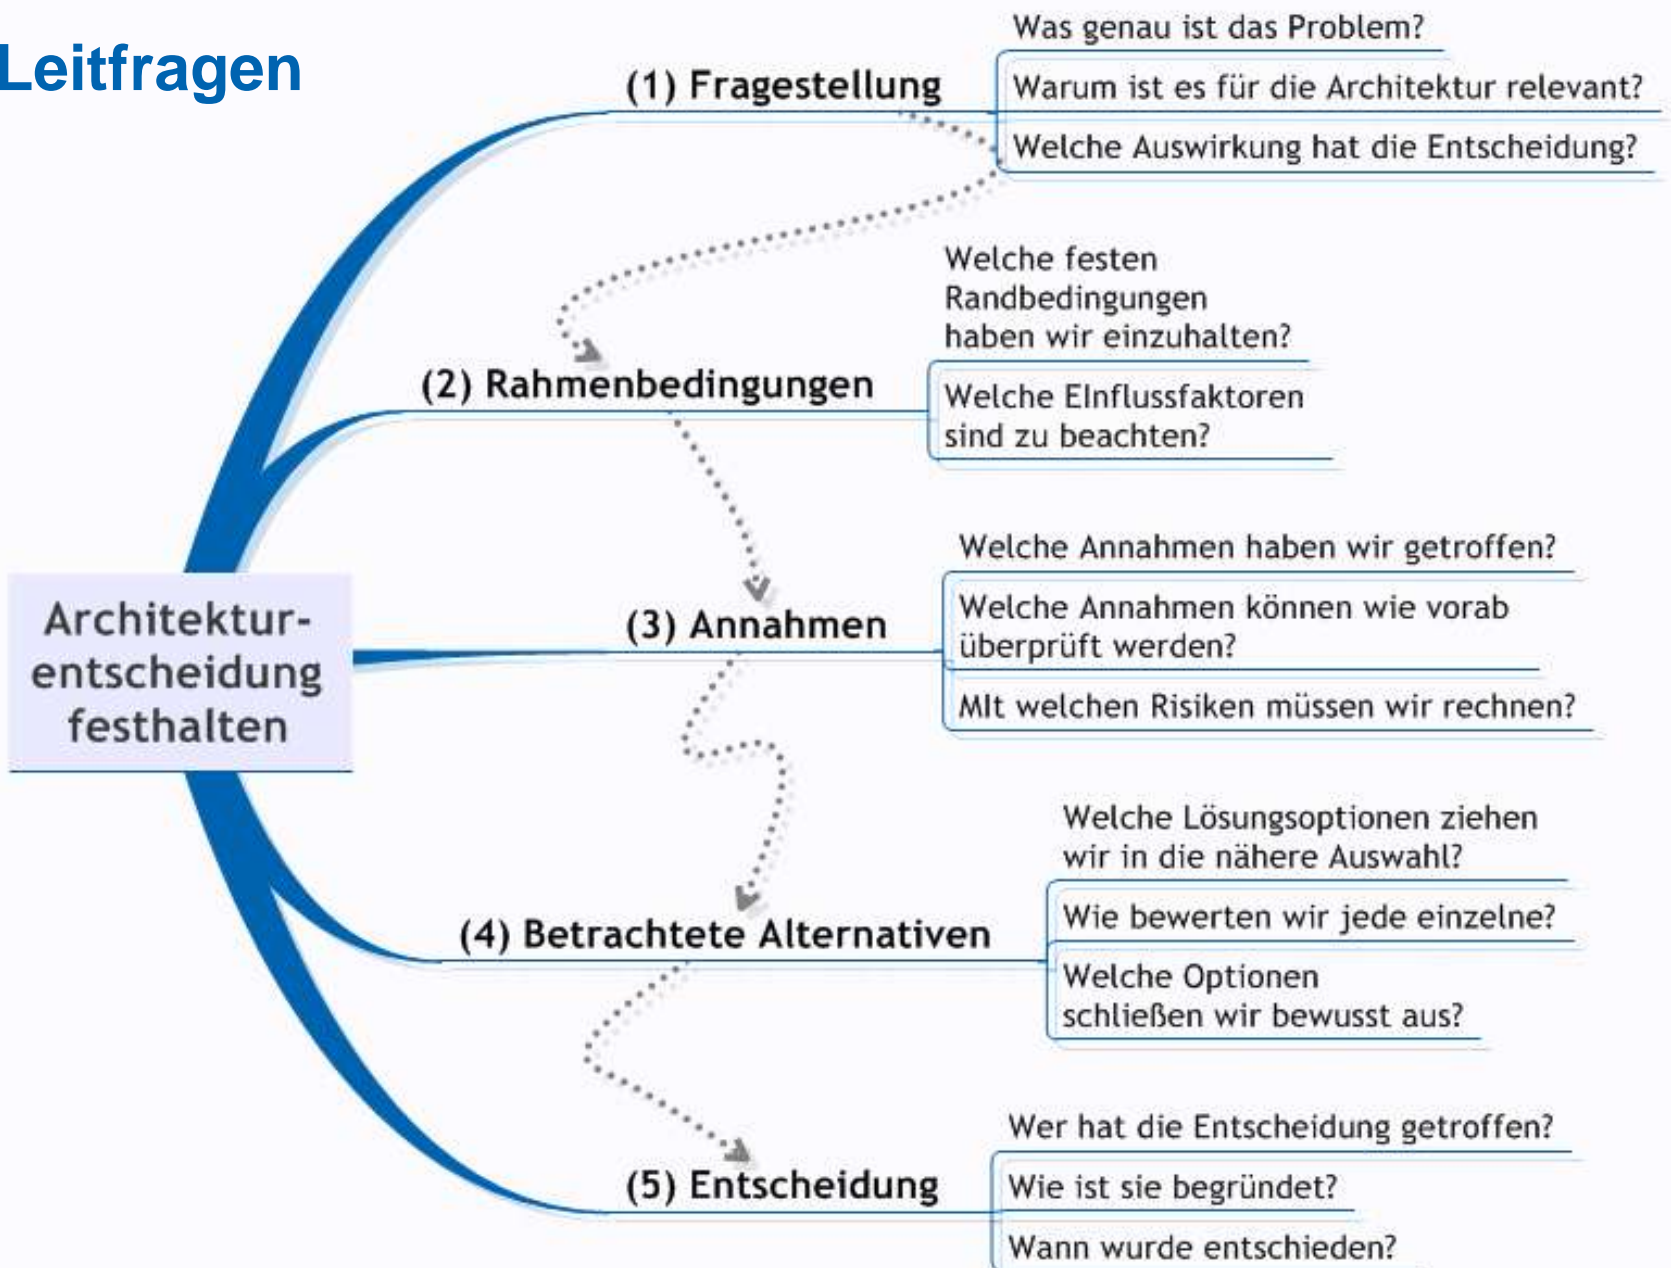 Leitfragen
(1) Fragestellung
Was genau ist das Problem?
Warum ist es für die Architektur relevant?
Welche Auswirkung hat die Entscheidung?
(2) Rahmenbedingungen
Welche festen
Randbedingungen
haben wir einzuhalten?
Welche EInflussfaktoren
sind zu beachten?
Architektur-
entscheidung
festhalten
(3) Annahmen
Welche Annahmen haben wir getroffen?
Welche Annahmen können wie vorab
überprüft werden?
MIt welchen Risiken müssen wir rechnen?
(4) Betrachtete Alternativen
Welche Lösungsoptionen ziehen
wir in die nähere Auswahl?
Wie bewerten wir jede einzelne?
Welche Optionen
schließen wir bewusst aus?
(5) Entscheidung
Wer hat die Entscheidung getroffen?
Wie ist sie begründet?
Wann wurde entschieden?